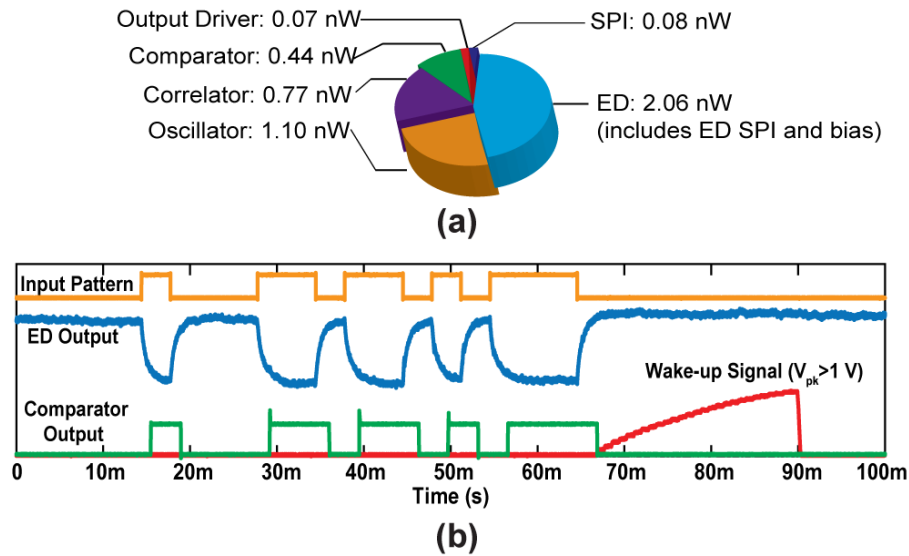 Output Driver: 0.07 nW
SPI: 0.08 nW
Comparator: 0.44 nW
Correlator: 0.77 nW
ED: 2.06 nW
(includes ED SPI and bias)
Oscillator: 1.10 nW
(a)
Input Pattern
ED Output
Wake-up Signal (Vpk>1 V)
Comparator
Output
0 10m 20m 30m 40m 50m 60m 70m 80m 90m 100m
Time (s)
(b)